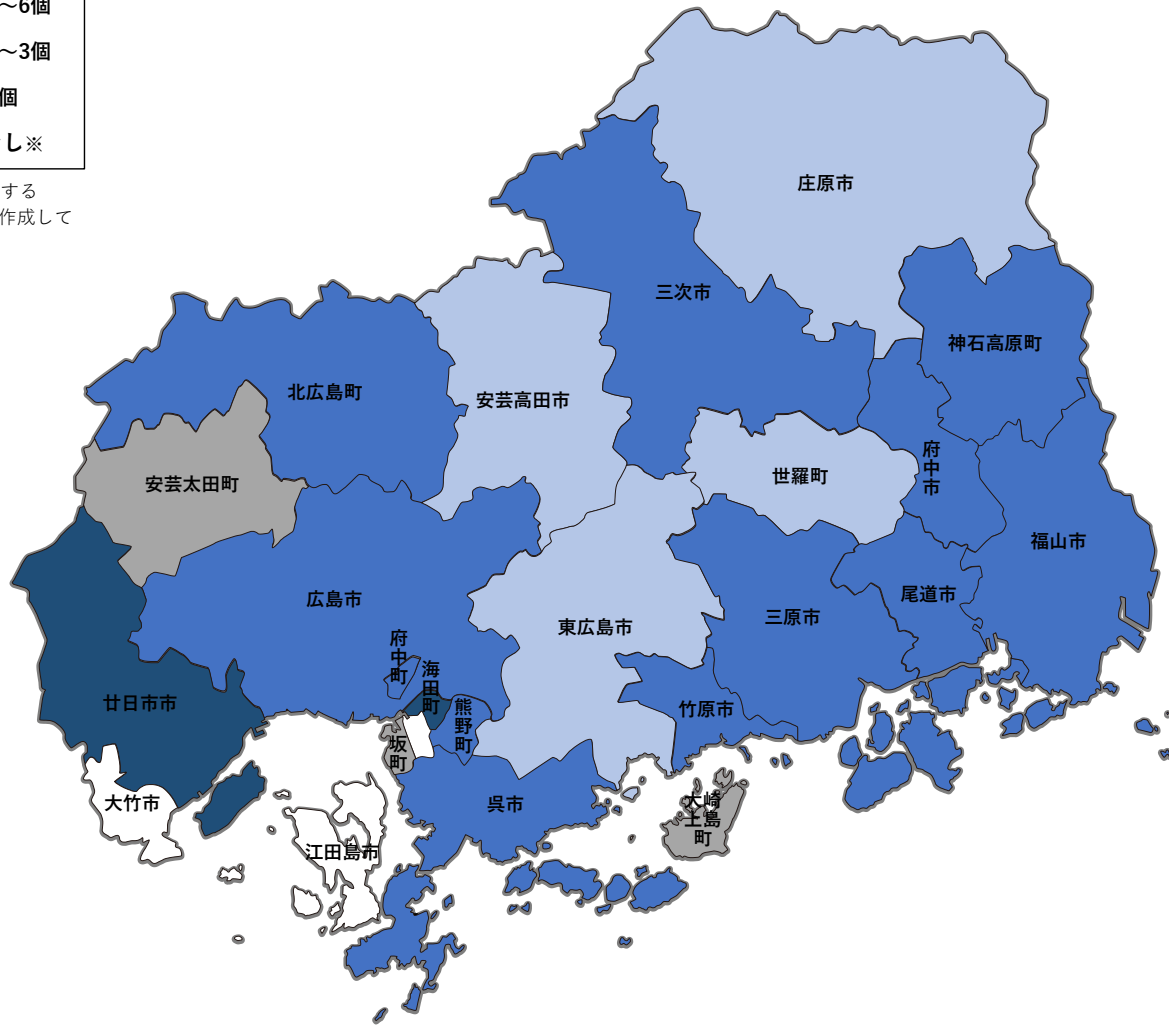 ～6個
～3個
個
し※
する
作成して
庄原市
三次市
神石高原町
北広島町
安芸高田市
府中市
世羅町
安芸太田町
福山市
広島市
尾道市
東広島市
三原市
府中町
海田町
廿日市市
熊野町
竹原市
坂町
大竹市
呉市
大崎上島町
江田島市